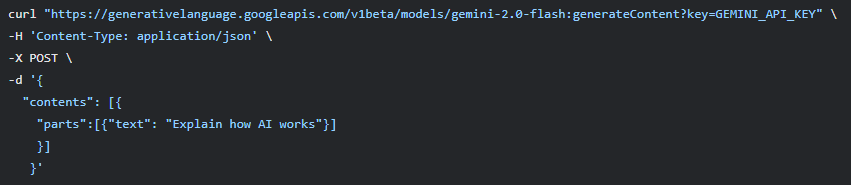 curl "https://generativelanguage.googleapis.com/v1beta/models/gemini-2.0-flash:generateContent?key=GEMINI_API_KEY" \
-H 'Content-Type: application/json' \
-X POST \
-d '{
  "contents": [{
    "parts":[{"text": "Explain how AI works"}]
    }]
   }'